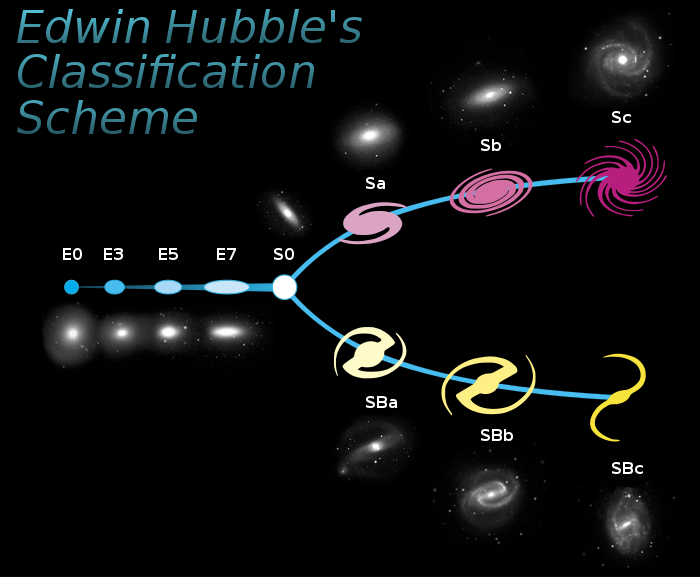 Edwin Hubble's
Classification
Scheme
Sc
Sb
Sa
E0 E3 E5 E7 S0
SBa
SBb
SBc